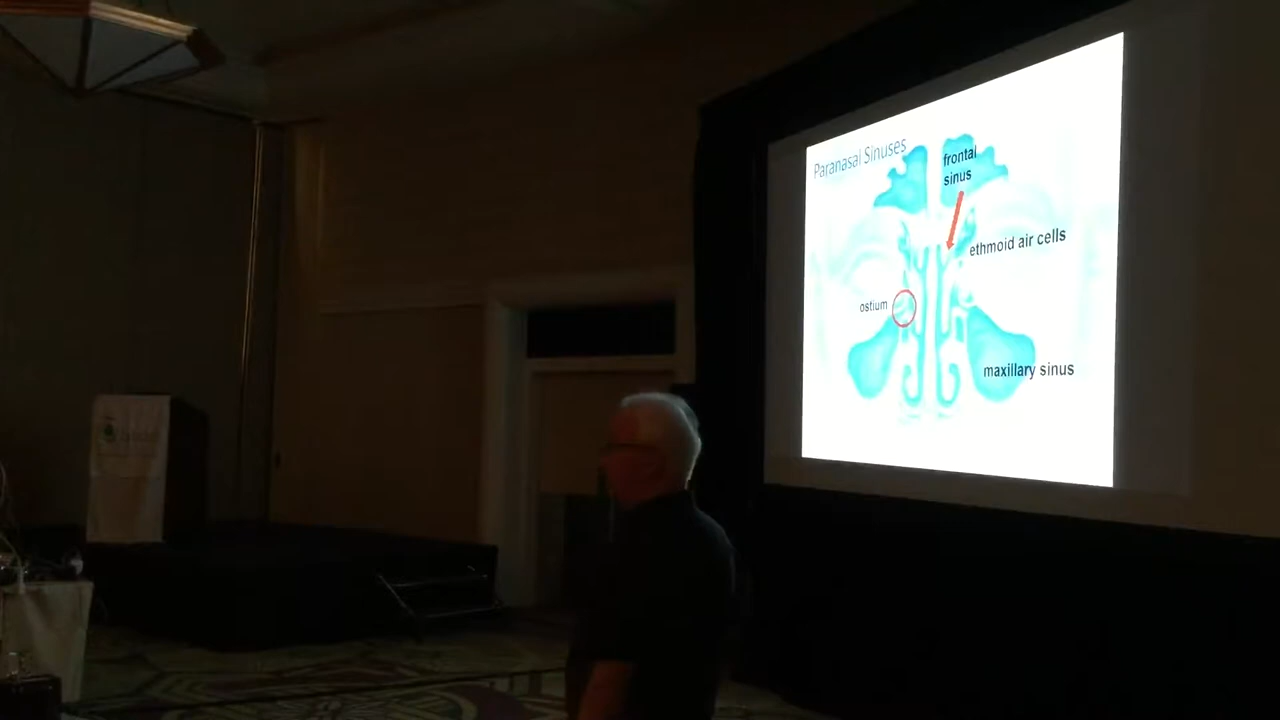 Paranasal Sinuses
frontal
sinus
ethmoid air cells
ostium
maxillary sinus